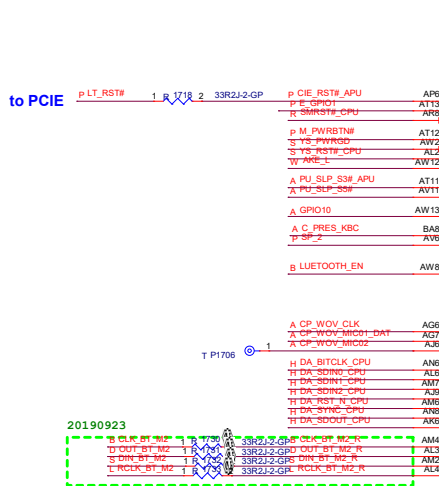 to PCIE P LT_RST# 1 R 1718 2 33R2J-2-GP P CIE_RST#_APU AP6
P E_GPIO1 AT13
R SMRST#_CPU AR8
P M_PWRBTN# AT12
S YS_PWRGD AW2
S YS_RST#_CPU AL2
W AKE_L AW12
A PU_SLP_S3#_APU AT11
A PU_SLP_S5# AV11
A GPIO10 AW13
A C_PRES_KBC BA8
P SP_2 AV6
B LUETOOTH_EN AW8
A CP_WOV_CLK AG6
A CP_WOV_MIC01_DAT AG7
T P1706 1 A CP_WOV_MIC02 AJ6
H DA_BITCLK_CPU AN6
H DA_SDIN0_CPU AL6
H DA_SDIN1_CPU AM7
H DA_SDIN2_CPU AJ9
H DA_RST_N_CPU AM6
H DA_SYNC_CPU AN8
H DA_SDOUT_CPU AK6
20190923
B CLK_BT_M2 1 R 1730 33R2J-2-GP B CLK_BT_M2_R AM4
D OUT_BT_M2 1 R 1731 33R2J-2-GP D OUT_BT_M2_R AL3
S DIN_BT_M2 1 R 1732 33R2J-2-GP S DIN_BT_M2_R AM2
L RCLK_BT_M2 1 R 1733 33R2J-2-GP L RCLK_BT_M2_R AL4